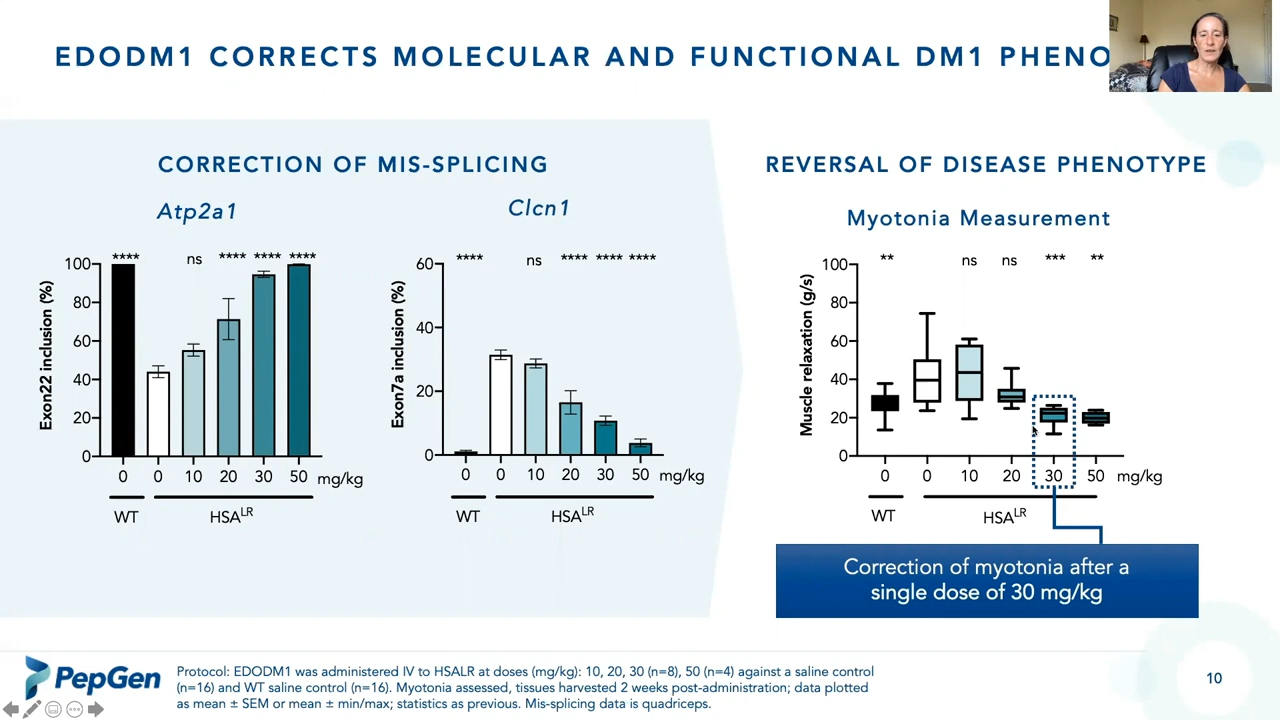 EDODM1 CORRECTS MOLECULAR AND FUNCTIONAL DM1 PHENO
CORRECTION OF MIS-SPLICING
Atp2a1
Exon22 inclusion (%)
100
80
60
40
20
0
**** ns **** **** ****
0 0 10 20 30 50 mg/kg
WT HSALR
Clcn1
Exon7a inclusion (%)
60
40
20
0
**** ns **** **** ****
0 0 10 20 30 50 mg/kg
WT HSALR
REVERSAL OF DISEASE PHENOTYPE
Myotonia Measurement
Muscle relaxation (g/s)
100
80
60
40
20
0
** ns ns *** **
0 0 10 20 30 50 mg/kg
WT HSALR
Correction of myotonia after a
single dose of 30 mg/kg
PepGen
Protocol: EDODM1 was administered IV to HSALR at doses (mg/kg): 10, 20, 30 (n=8), 50 (n=4) against a saline control
(n=16) and WT saline control (n=16). Myotonia assessed, tissues harvested 2 weeks post-administration; data plotted
as mean ± SEM or mean ± min/max; statistics as previous. Mis-splicing data is quadriceps.
10